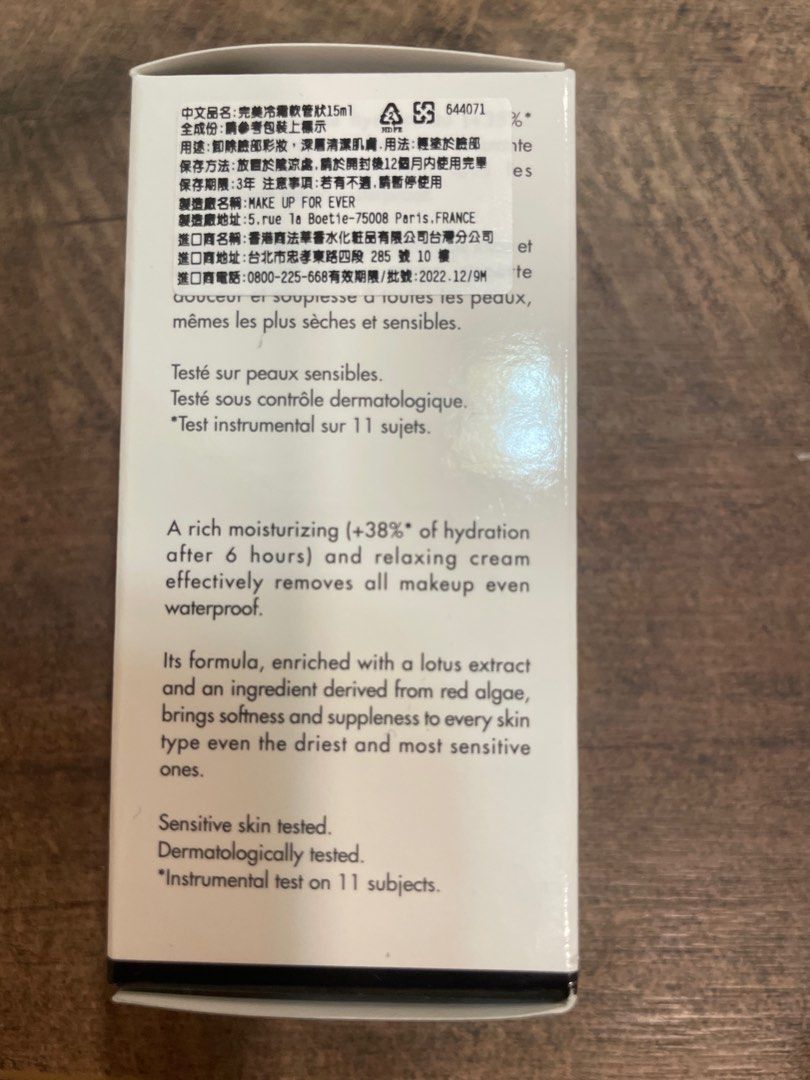 中文品名:完美冷霜軟管狀15ml
HDPE
644071
全成份:請參考包裝上標示
用途:卸除臉部彩妝,深層清潔肌膚.用法:輕塗於臉部
保存方法:放置於陰涼處,請於開封後12個月內使用完畢
保存期限:3年 注意事項:若有不適,請暫停使用
製造廠名稱:MAKE UP FOR EVER
製造廠地址:5.rue la Boetie-75008 Paris,FRANCE
進口商名稱:香港商法華香水化粧品有限公司台灣分公司
進口商地址:台北市忠孝東路四段 285 號 10 樓
進口商電話:0800-225-668有效期限/批號:2022.12/9M
%*
nte
es
et
rte
douceur et souplesse à toutes les peaux,
mêmes les plus sèches et sensibles.
Testé sur peaux sensibles.
Testé sous contrôle dermatologique.
*Test instrumental sur 11 sujets.
A rich moisturizing (+38%* of hydration
after 6 hours) and relaxing cream
effectively removes all makeup even
waterproof.
Its formula, enriched with a lotus extract
and an ingredient derived from red algae,
brings softness and suppleness to every skin
type even the driest and most sensitive
ones.
Sensitive skin tested.
Dermatologically tested.
*Instrumental test on 11 subjects.